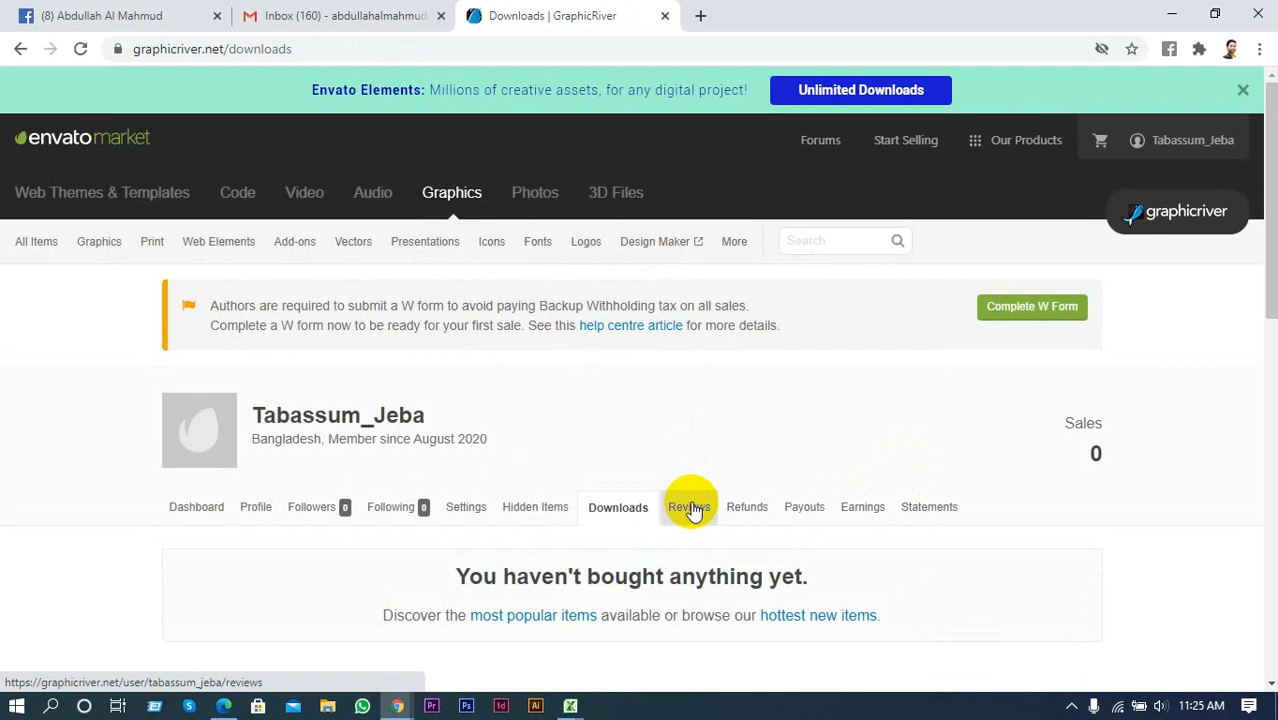 (8) Abdullah Al Mahmud
Inbox (160) - abdullahalmahmud
Downloads | GraphicRiver
graphicriver.net/downloads
Envato Elements: Millions of creative assets, for any digital project!
Unlimited Downloads
envatomarket
Forums
Start Selling
Our Products
Tabassum_Jeba
Web Themes & Templates
Code
Video
Audio
Graphics
Photos
3D Files
graphicriver
All Items
Graphics
Print
Web Elements
Add-ons
Vectors
Presentations
Icons
Fonts
Logos
Design Maker
More
Search
Authors are required to submit a W form to avoid paying Backup Withholding tax on all sales.
Complete a W form now to be ready for your first sale. See this help centre article for more details.
Complete W Form
Tabassum_Jeba
Bangladesh, Member since August 2020
Sales
0
Dashboard
Profile
Followers 0
Following 0
Settings
Hidden Items
Downloads
Reviews
Refunds
Payouts
Earnings
Statements
You haven't bought anything yet.
Discover the most popular items available or browse our hottest new items.
https://graphicriver.net/user/tabassum_jeba/reviews
Pr
Ps
Id
Ai
11:25 AM